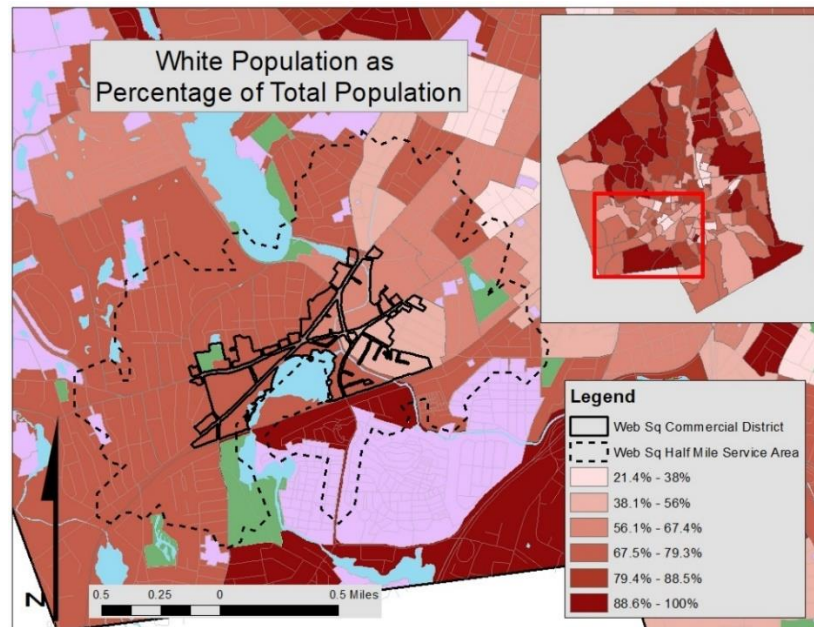 White Population as
Percentage of Total Population
Legend
Web Sq Commercial District
Web Sq Half Mile Service Area
21.4% - 38%
38.1% - 56%
56.1% - 67.4%
67.5% - 79.3%
79.4% - 88.5%
88.6% - 100%
N
0.5 0.25 0 0.5 Miles